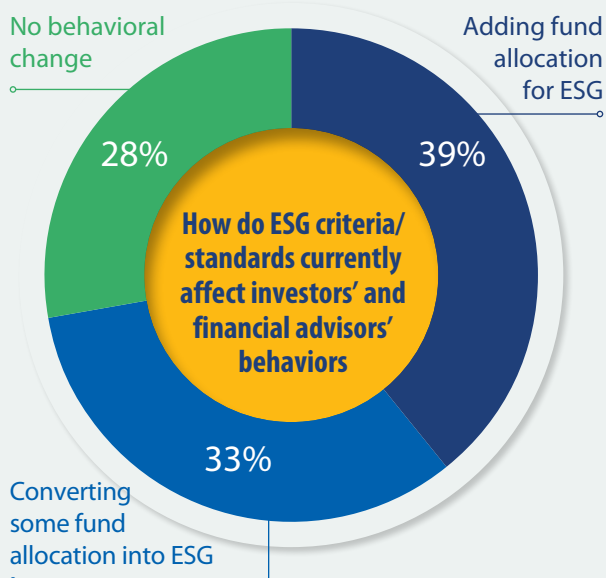 No behavioral
change
Adding fund
allocation
for ESG
28%
39%
How do ESG criteria/
standards currently
affect investors’ and
financial advisors’
behaviors
33%
Converting
some fund
allocation into ESG